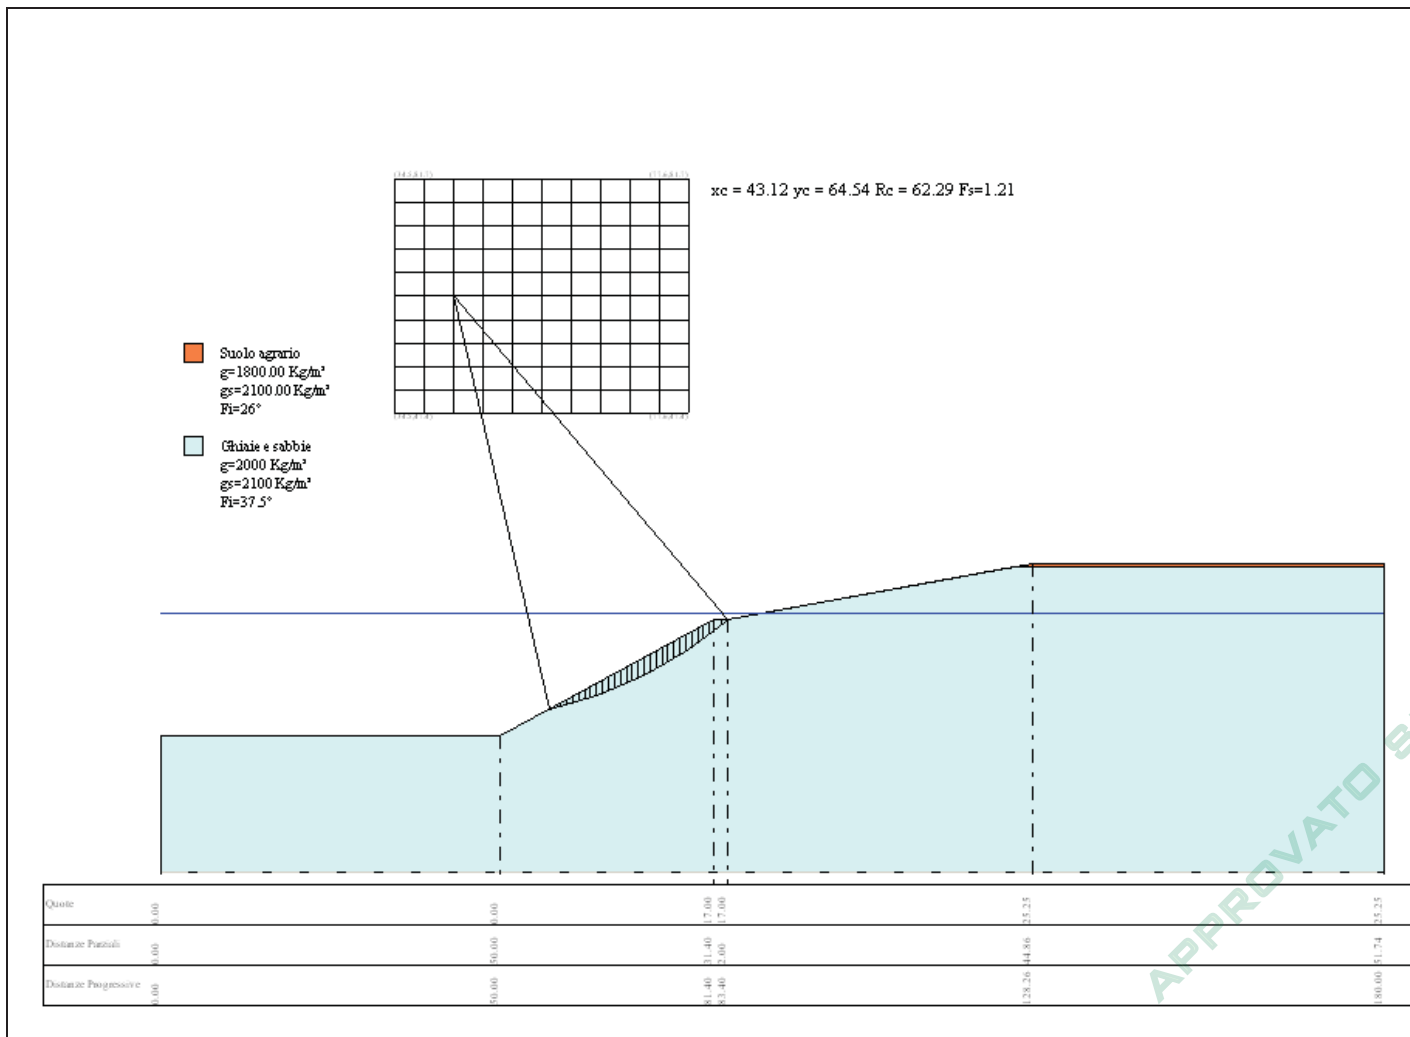 xc = 43.12 yc = 64.54 Rc = 62.29 Fs=1.21
Suolo agrario
g=1800.00 Kg/m³
gs=2100.00 Kg/m³
Fi=26°
Ghiaie e sabbie
g=2000 Kg/m³
gs=2100 Kg/m³
Fi=37.5°
Quote 0.00 0.00 17.00 17.00 25.25 25.25
Distanze Parziali 0.00 50.00 31.40 2.00 44.86 51.74
Distanze Progressive 0.00 50.00 81.40 83.40 128.26 180.00
APPROVATO